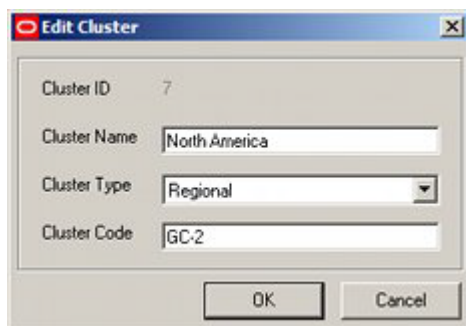 Edit Cluster
Cluster ID 7
Cluster Name North America
Cluster Type Regional
Cluster Code GC-2
OK Cancel